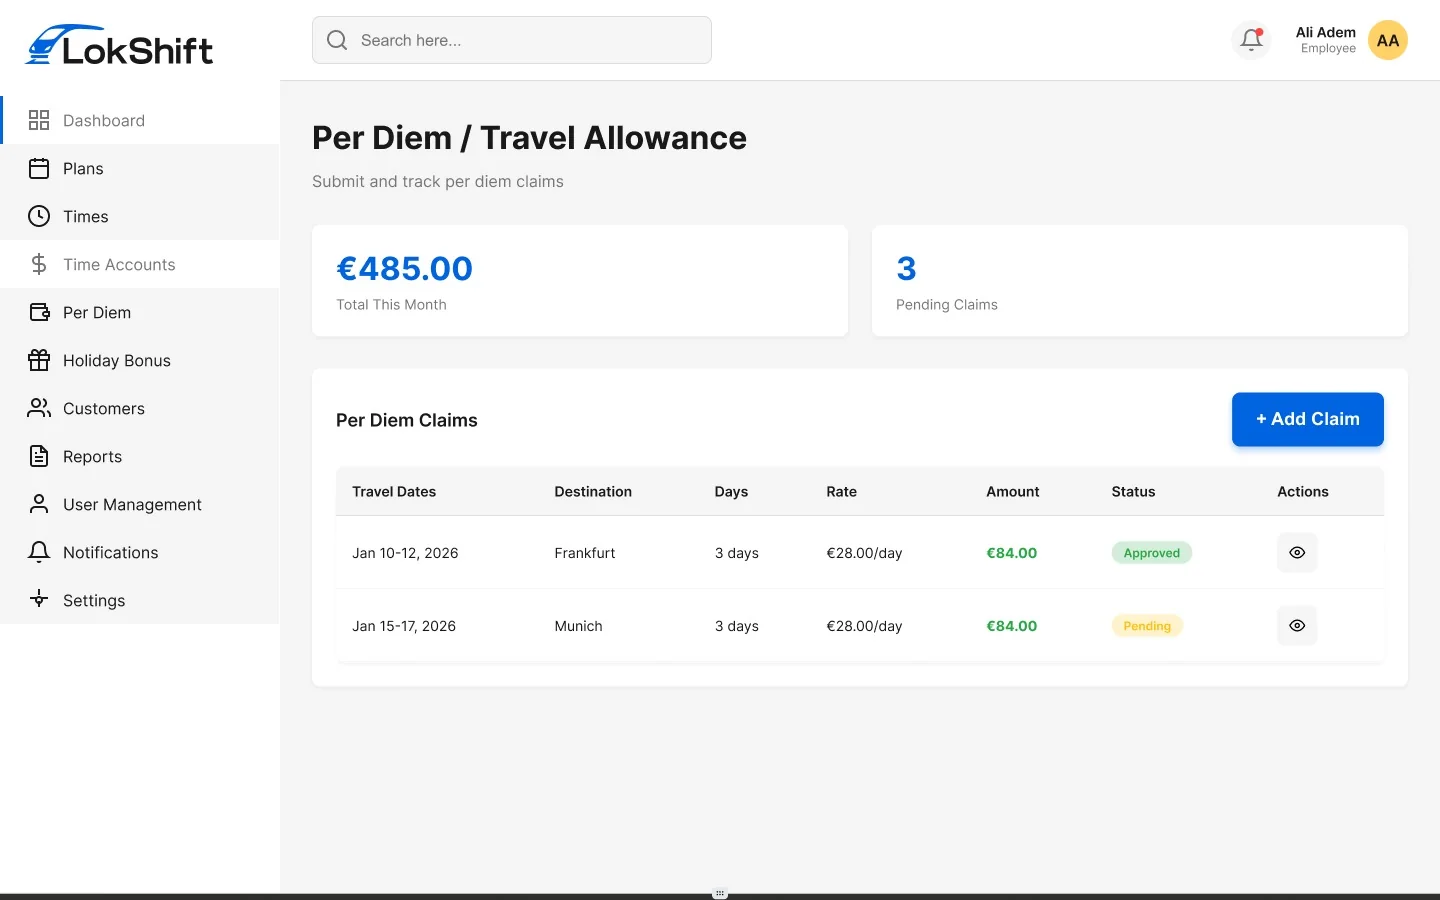 LokShift
Search here...
Ali Adem
Employee
AA
Dashboard
Plans
Times
Time Accounts
Per Diem
Holiday Bonus
Customers
Reports
User Management
Notifications
Settings
Per Diem / Travel Allowance
Submit and track per diem claims
€485.00
Total This Month
3
Pending Claims
Per Diem Claims
+ Add Claim
Travel Dates Destination Days Rate Amount Status Actions
Jan 10-12, 2026 Frankfurt 3 days €28.00/day €84.00 Approved
Jan 15-17, 2026 Munich 3 days €28.00/day €84.00 Pending